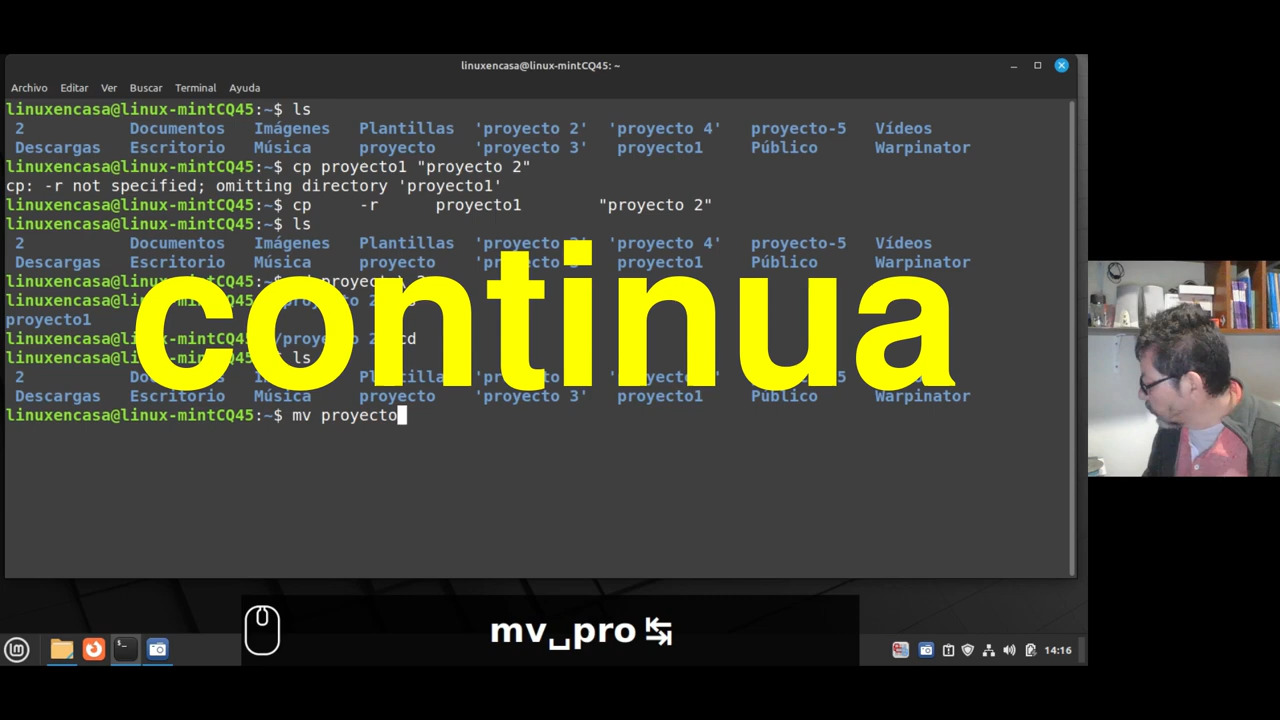 linuxencasa@linux-mintCQ45: ~
Archivo Editar Ver Buscar Terminal Ayuda
linuxencasa@linux-mintCQ45:~$ ls
2 Documentos Imágenes Plantillas 'proyecto 2' 'proyecto 4' proyecto-5 Vídeos
Descargas Escritorio Música proyecto 'proyecto 3' proyecto1 Público Warpinator
linuxencasa@linux-mintCQ45:~$ cp proyecto1 "proyecto 2"
cp: -r not specified; omitting directory 'proyecto1'
linuxencasa@linux-mintCQ45:~$ cp -r proyecto1 "proyecto 2"
linuxencasa@linux-mintCQ45:~$ ls
2 Documentos Imágenes Plantillas 'proyecto 2' 'proyecto 4' proyecto-5 Vídeos
Descargas Escritorio Música proyecto proyecto1 Público Warpinator
continua
proyecto1
cd
ls
2 Plantillas
Descargas Escritorio Música proyecto 'proyecto 3' proyecto1 Público Warpinator
linuxencasa@linux-mintCQ45:~$ mv proyecto
mv␣pro ↹
14:16